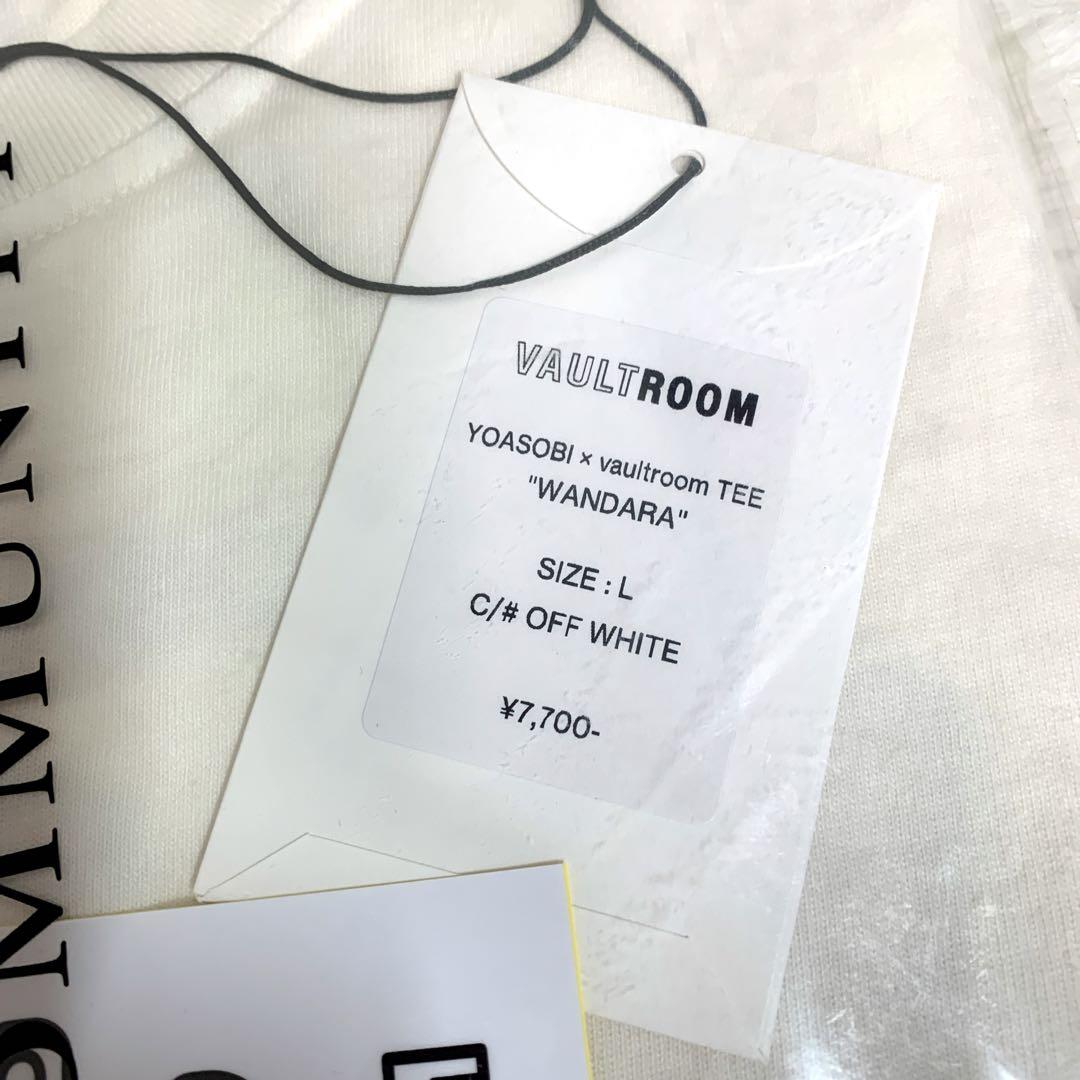 VAULTROOM
YOASOBI × vaultroom TEE
"WANDARA"
SIZE : L
C/# OFF WHITE
¥7,700-